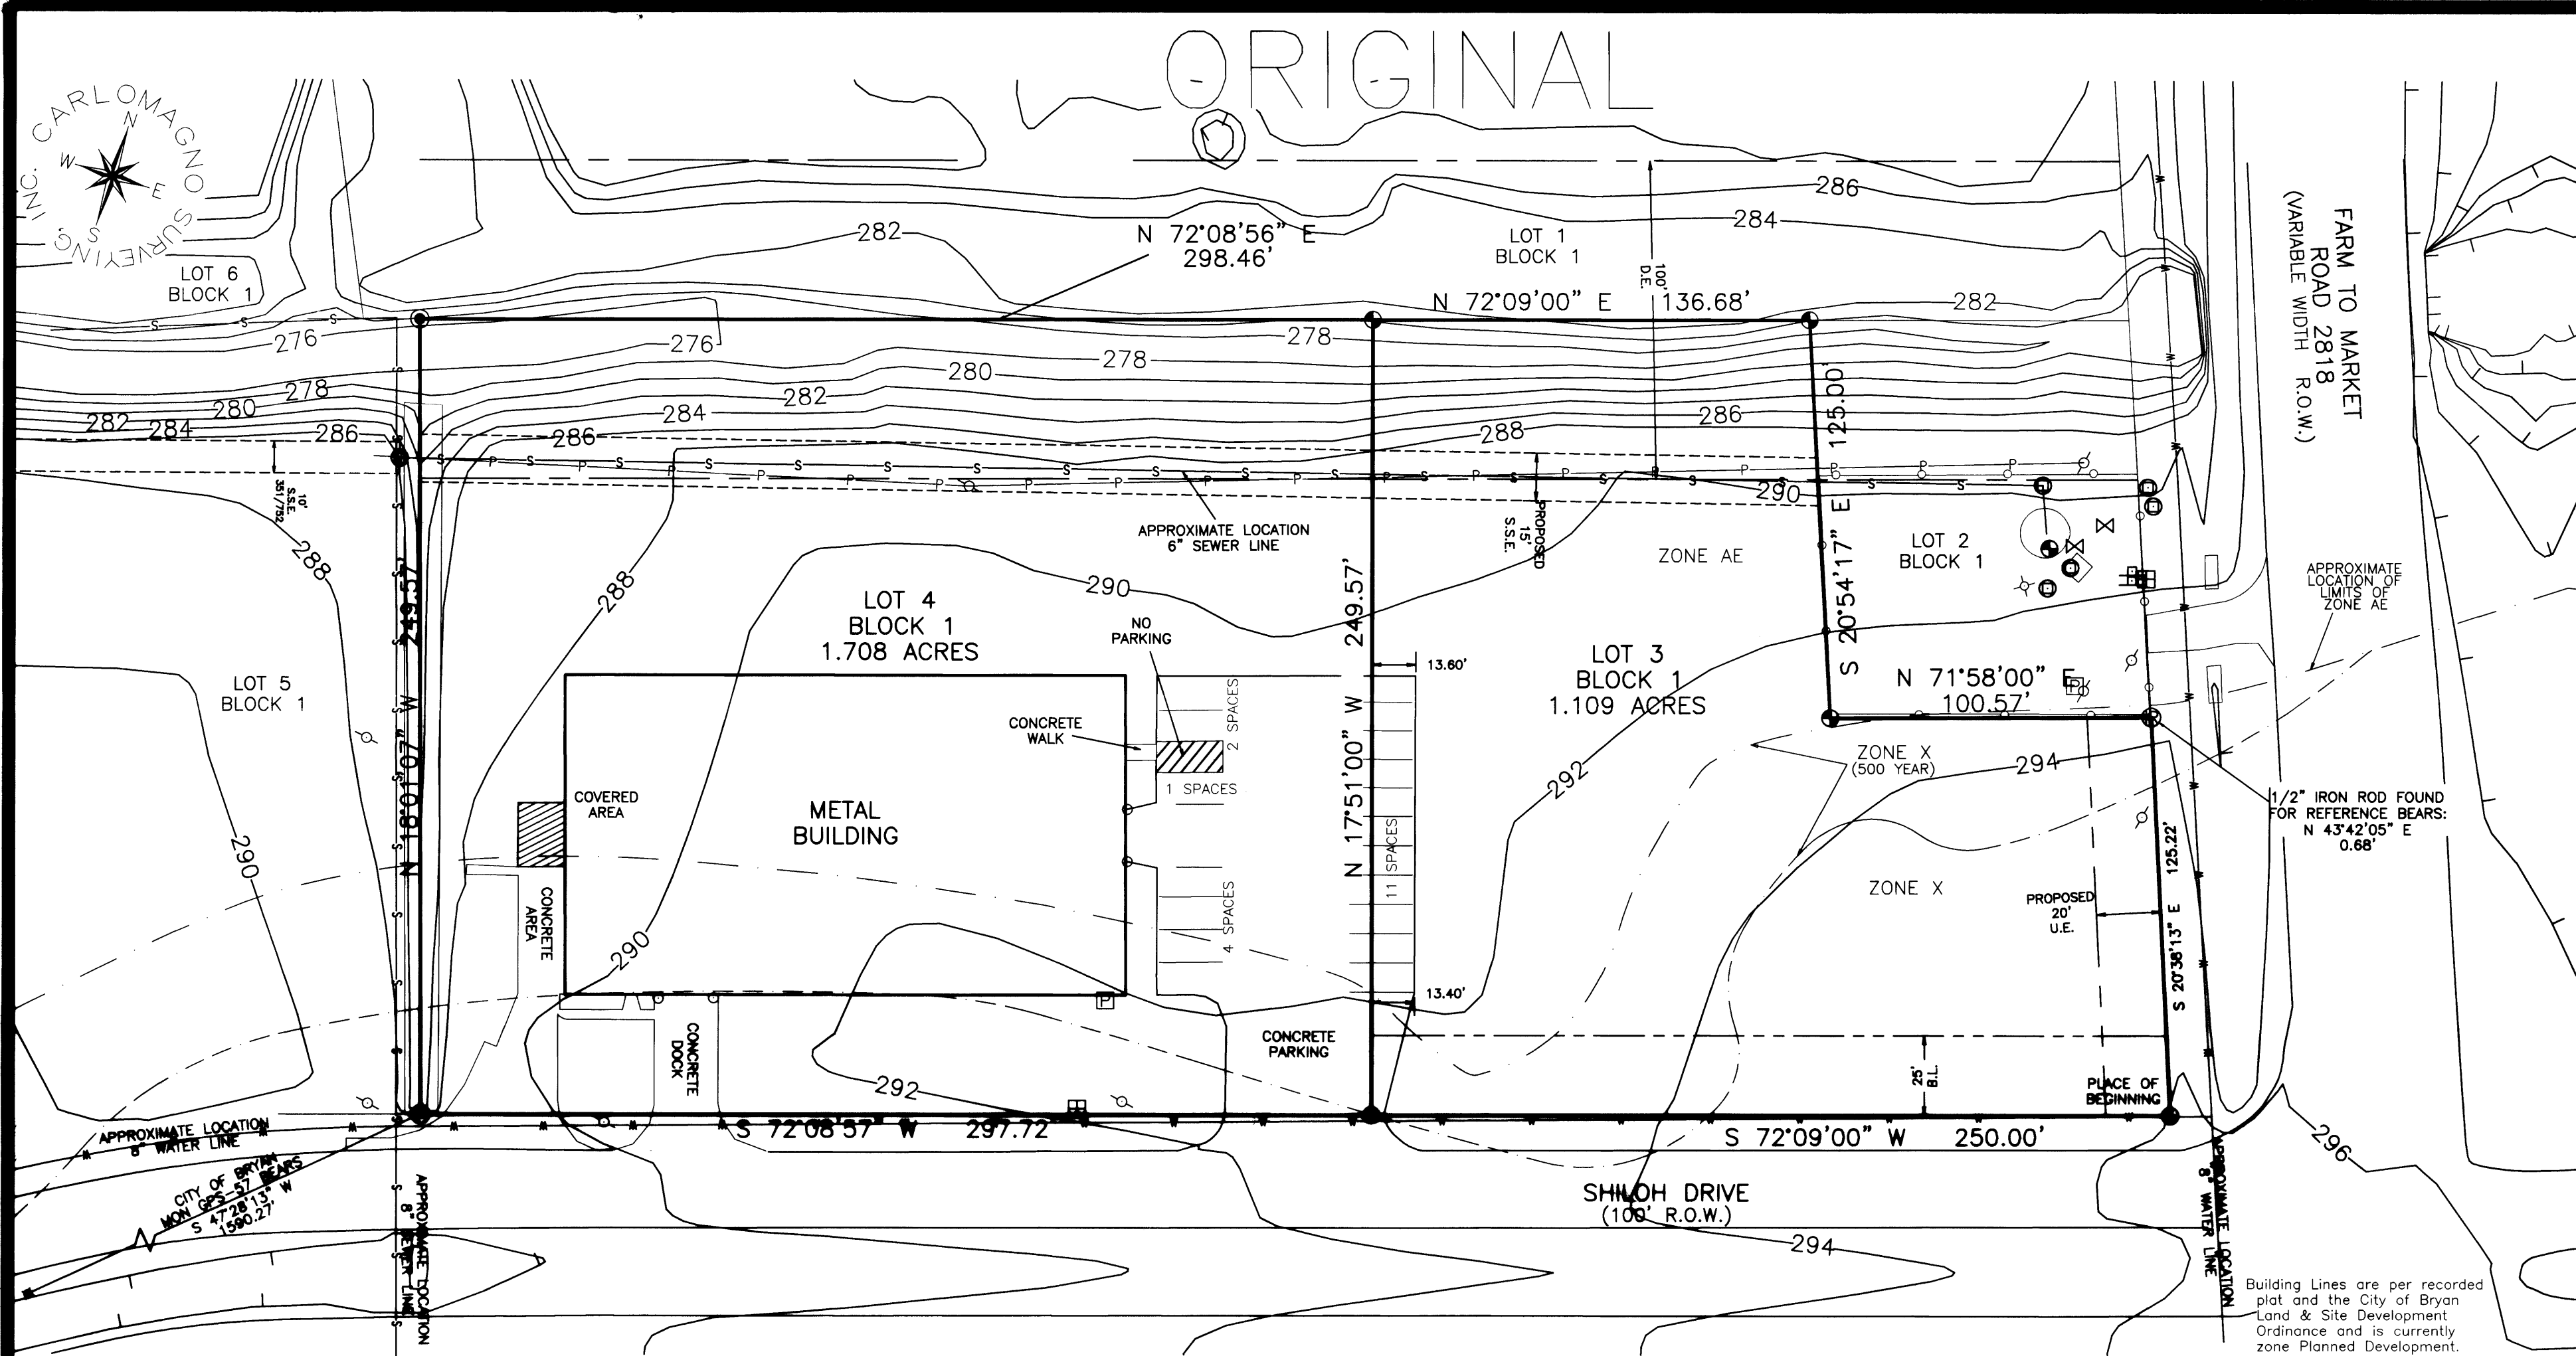 ORIGINAL
CARLOMAGNO SURVEYING, INC.
N
W
E
S
LOT 6
BLOCK 1
282
N 72°08'56" E
298.46'
LOT 1
BLOCK 1
286
284
100'
D.E.
N 72°09'00" E 136.68'
282
FARM TO MARKET
ROAD 2818
(VARIABLE WIDTH R.O.W.)
276
276
278
278
278
280
282
284
286
280
282
284
286
286
288
290
10'
S.S.E.
351/752
288
288
APPROXIMATE LOCATION
6" SEWER LINE
PROPOSED
15'
S.S.E.
ZONE AE
S 20°54'17" E 125.00'
LOT 2
BLOCK 1
APPROXIMATE
LOCATION OF
LIMITS OF
ZONE AE
290
LOT 4
BLOCK 1
1.708 ACRES
NO
PARKING
N 17°51'00" W 249.57'
13.60'
LOT 3
BLOCK 1
1.109 ACRES
N 71°58'00" E
100.57'
P
LOT 5
BLOCK 1
N 18°01'07" W 249.57'
CONCRETE
WALK
2 SPACES
1 SPACES
4 SPACES
11 SPACES
COVERED
AREA
METAL
BUILDING
292
ZONE X
(500 YEAR)
294
1/2" IRON ROD FOUND
FOR REFERENCE BEARS:
N 43°42'05" E
0.68'
290
290
CONCRETE
AREA
ZONE X
PROPOSED
20'
U.E.
S 20°38'13" E 125.22'
13.40'
P
CONCRETE
DOCK
CONCRETE
PARKING
292
25'
B.L.
PLACE OF
BEGINNING
APPROXIMATE LOCATION
8" WATER LINE
S 72°08'57" W 297.72'
S 72°09'00" W 250.00'
296
CITY OF BRYAN
MON GPS-57 BEARS
S 47°28'13" W
1590.27'
APPROXIMATE LOCATION
8" SEWER LINE
SHILOH DRIVE
(100' R.O.W.)
294
APPROXIMATE LOCATION
8" WATER LINE
Building Lines are per recorded
plat and the City of Bryan
Land & Site Development
Ordinance and is currently
zone Planned Development.